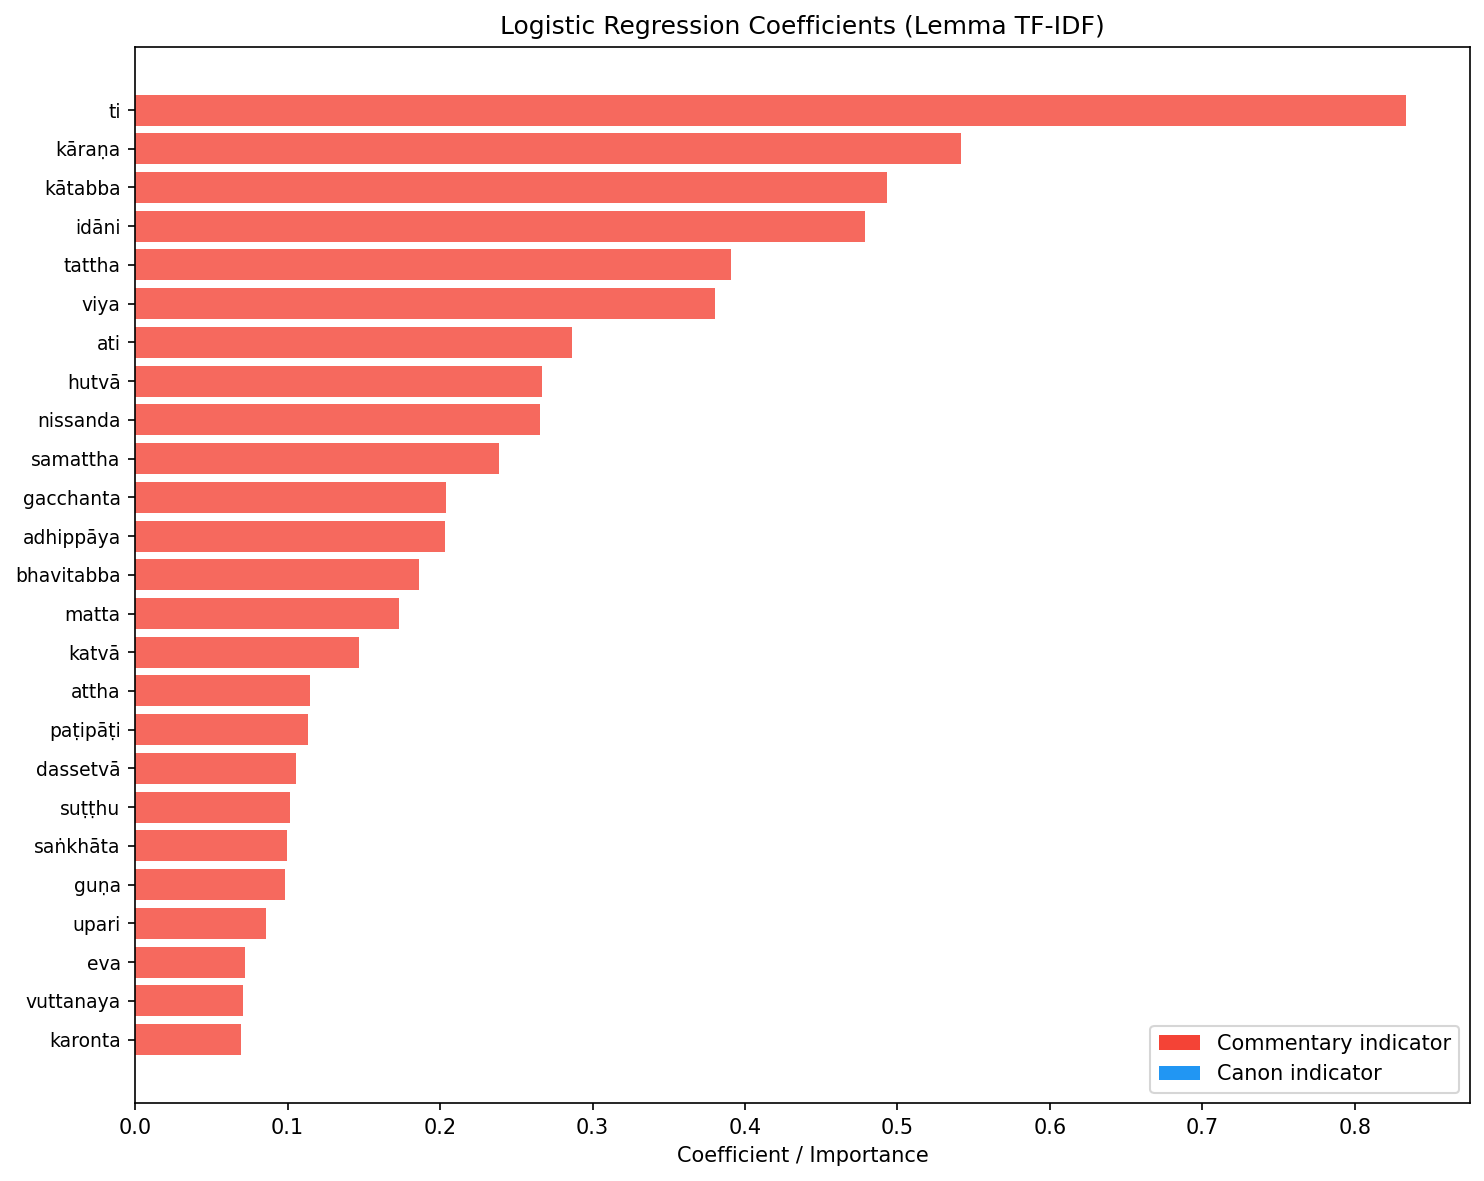 Logistic Regression Coefficients (Lemma TF-IDF)
ti
kāraṇa
kātabba
idāni
tattha
viya
ati
hutvā
nissanda
samattha
gacchanta
adhippāya
bhavitabba
matta
katvā
attha
paṭipāṭi
dassetvā
suṭṭhu
saṅkhāta
guṇa
upari
eva
vuttanaya
karonta
Commentary indicator
Canon indicator
0.0 0.1 0.2 0.3 0.4 0.5 0.6 0.7 0.8
Coefficient / Importance